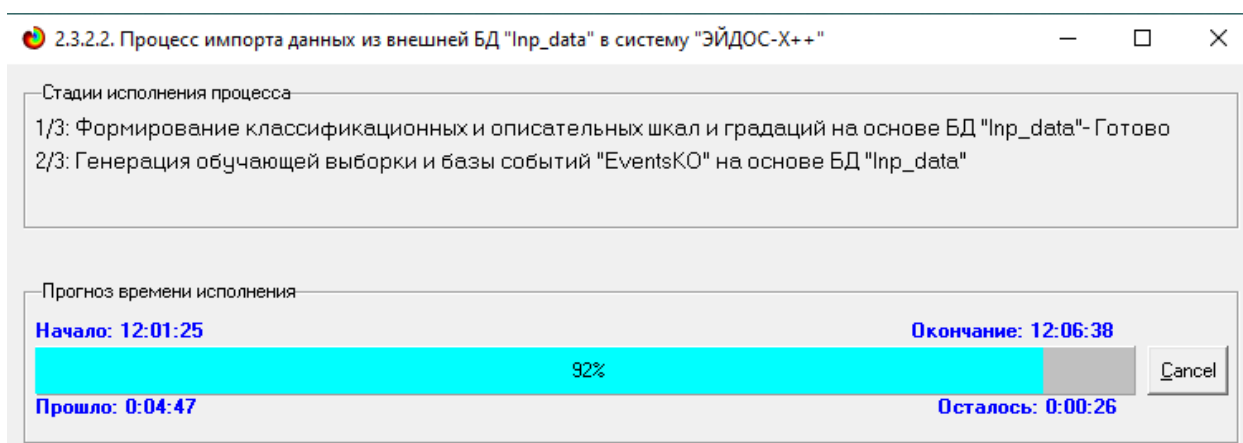 2.3.2.2. Процесс импорта данных из внешней БД "Inp_data" в систему "ЭЙДОС-X++"
Стадии исполнения процесса
1/3: Формирование классификационных и описательных шкал и градаций на основе БД "Inp_data"- Готово
2/3: Генерация обучающей выборки и базы событий "EventsKO" на основе БД "Inp_data"
Прогноз времени исполнения
Начало: 12:01:25 Окончание: 12:06:38
92% Cancel
Прошло: 0:04:47 Осталось: 0:00:26